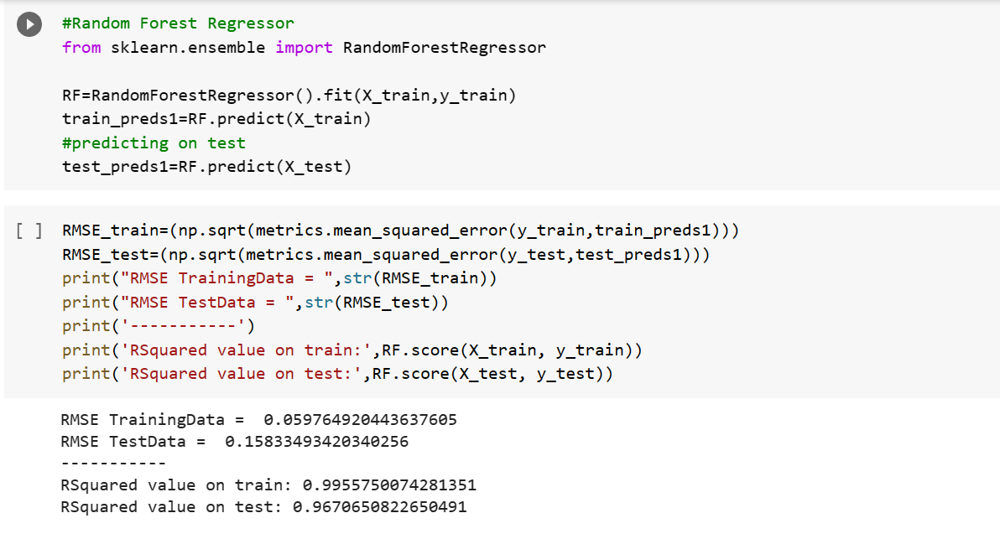 #Random Forest Regressor
from sklearn.ensemble import RandomForestRegressor
RF=RandomForestRegressor().fit(X_train,y_train)
train_preds1=RF.predict(X_train)
#predicting on test
test_preds1=RF.predict(X_test)
[ ] RMSE_train=(np.sqrt(metrics.mean_squared_error(y_train,train_preds1)))
RMSE_test=(np.sqrt(metrics.mean_squared_error(y_test,test_preds1)))
print("RMSE TrainingData = ",str(RMSE_train))
print("RMSE TestData = ",str(RMSE_test))
print('-----------')
print('RSquared value on train:',RF.score(X_train, y_train))
print('RSquared value on test:',RF.score(X_test, y_test))
RMSE TrainingData =  0.059764920443637605
RMSE TestData =  0.15833493420340256
-----------
RSquared value on train: 0.9955750074281351
RSquared value on test: 0.9670650822650491